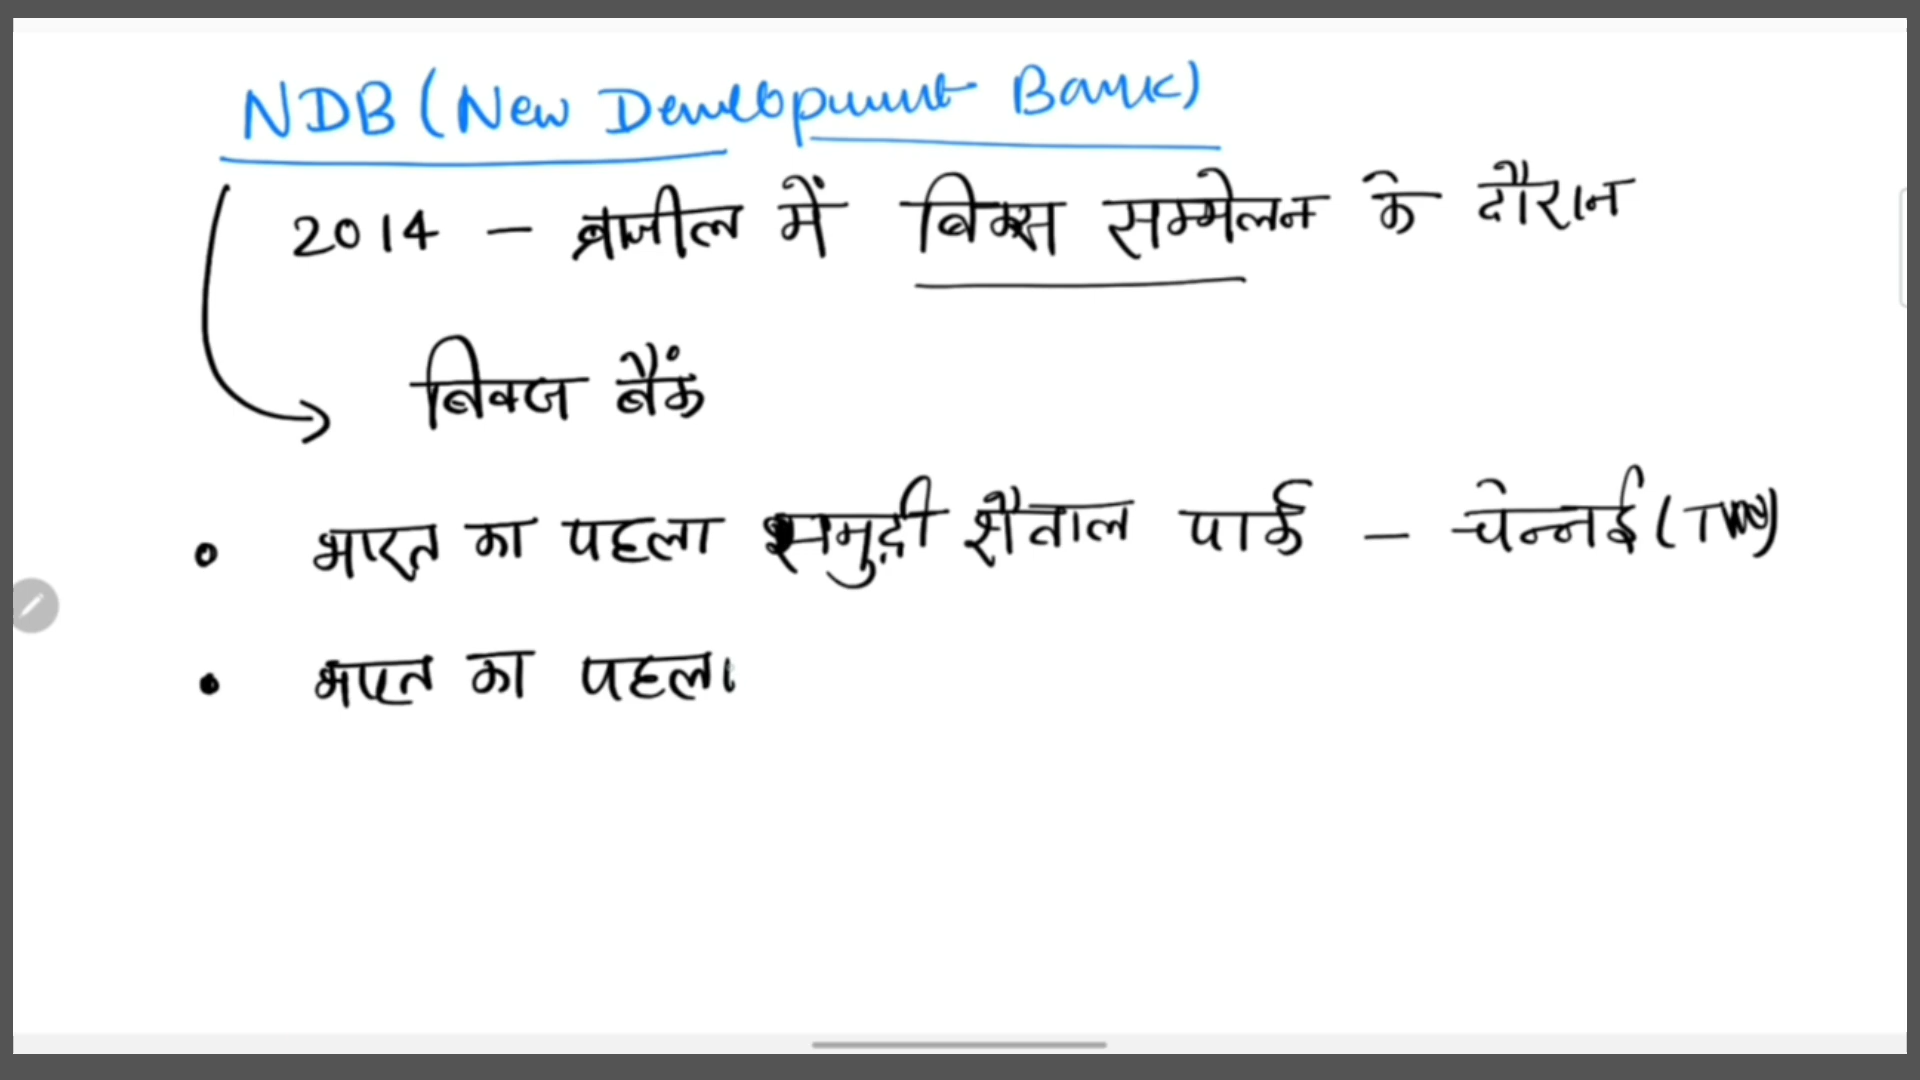 NDB (New Development Bank)
2014 - ब्राजील में ब्रिक्स सम्मेलन के दौरान
ब्रिक्ज बैंक
• भारत का पहला समुद्री शैवाल पार्क - चेन्नई (TN)
• भारत का पहला